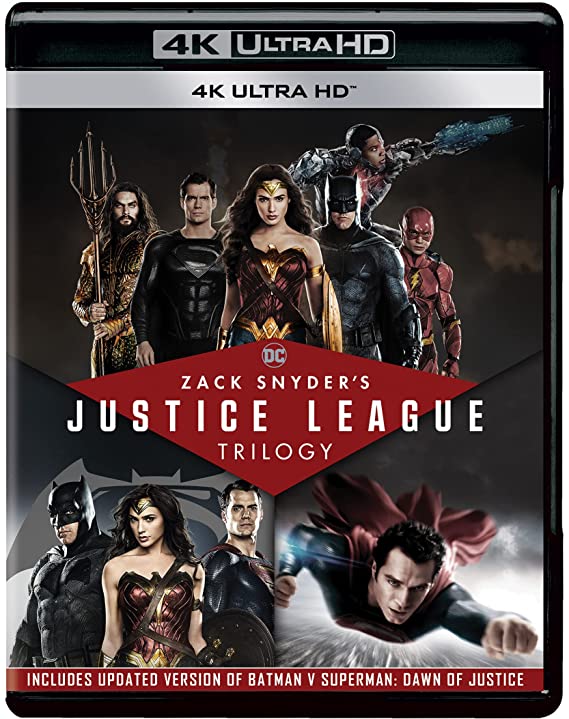 4K ULTRA HD
4K ULTRA HD™
DC
ZACK SNYDER'S
JUSTICE LEAGUE
TRILOGY
INCLUDES UPDATED VERSION OF BATMAN V SUPERMAN: DAWN OF JUSTICE